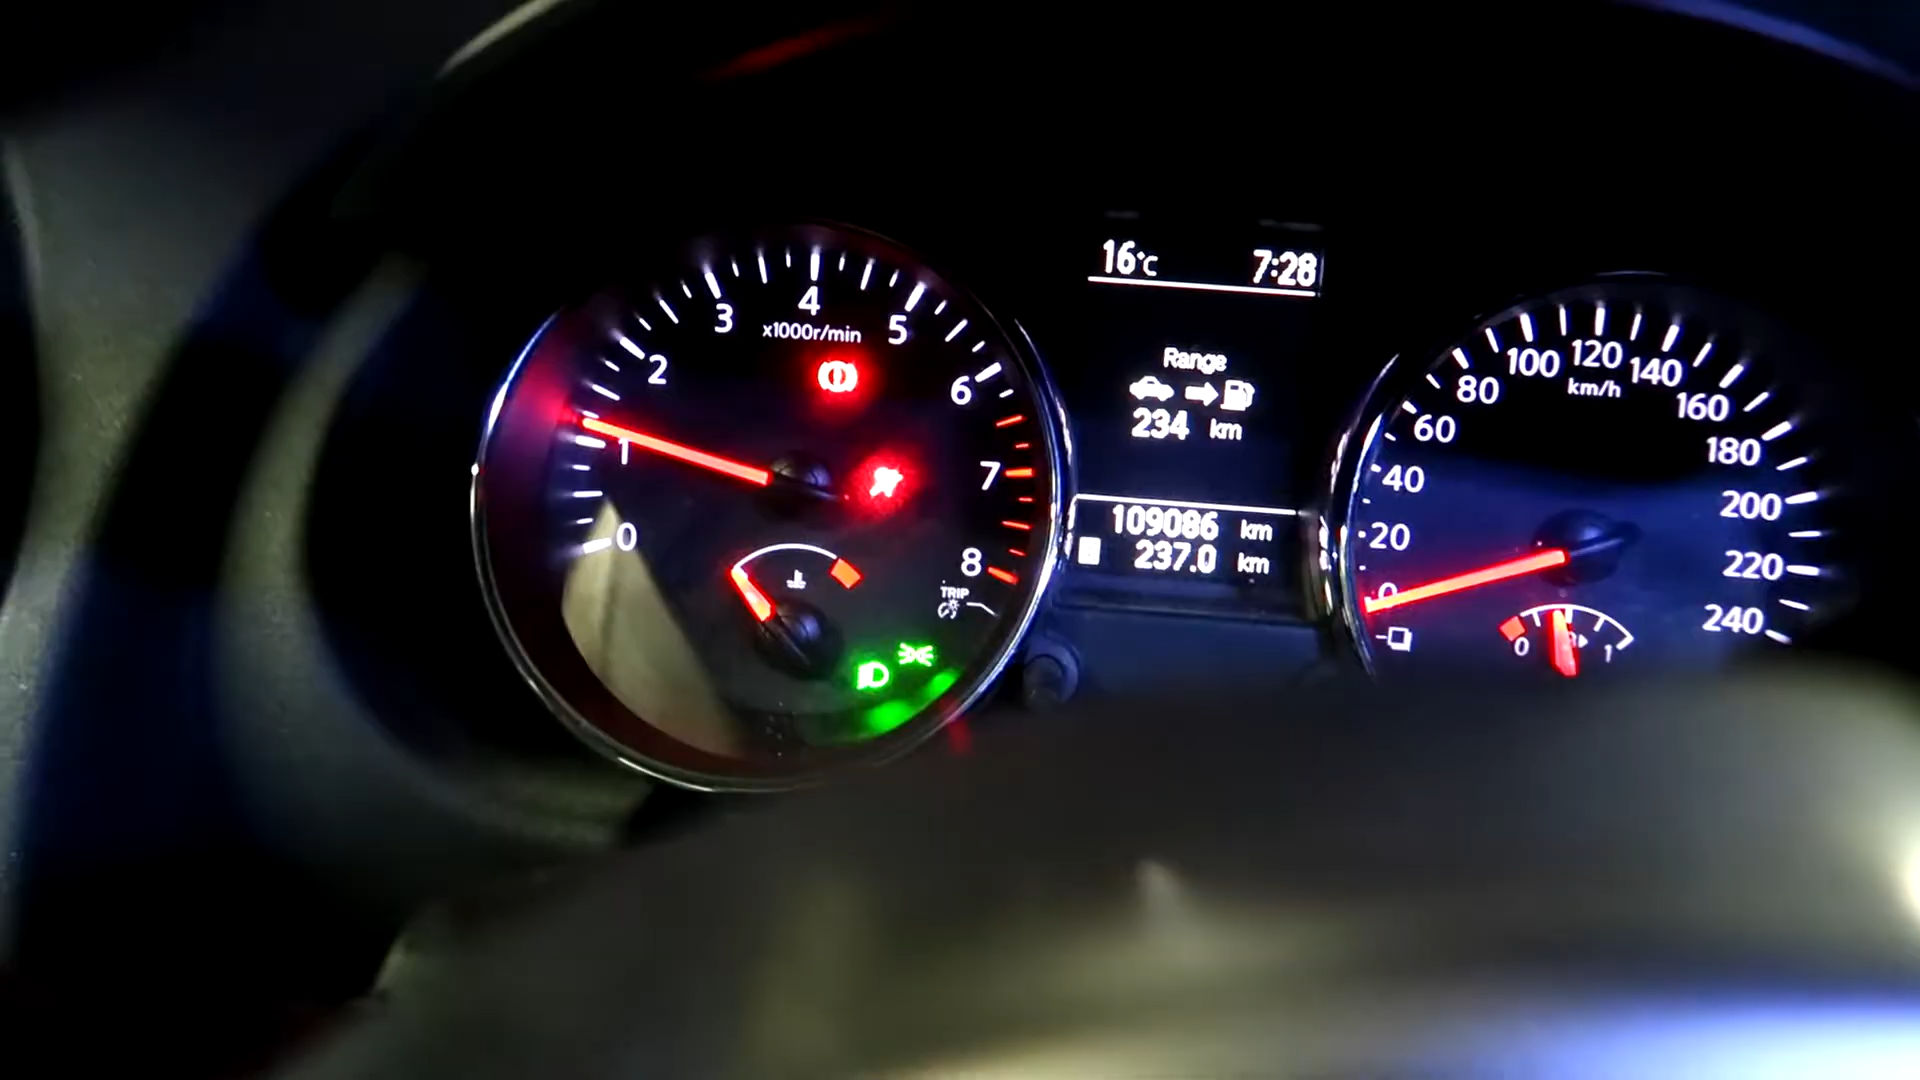 16°C 7:28
Range
234 km
109086 km
237.0 km
0 1 2 3 4 5 6 7 8
x1000r/min
TRIP
0 20 40 60 80 100 120 140 160 180 200 220 240
km/h
0 1